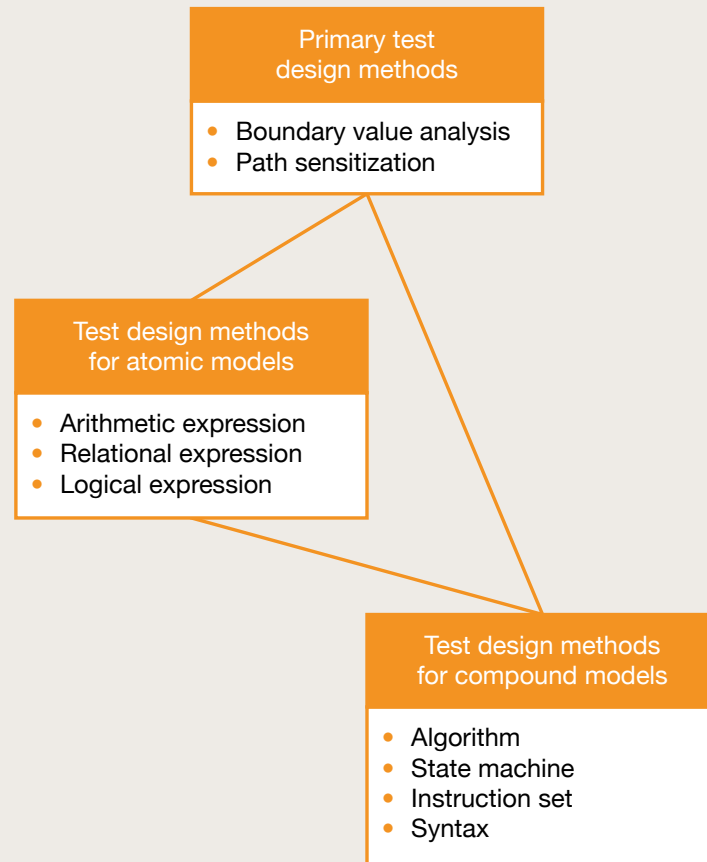 Primary test
design methods
• Boundary value analysis
• Path sensitization
Test design methods
for atomic models
• Arithmetic expression
• Relational expression
• Logical expression
Test design methods
for compound models
• Algorithm
• State machine
• Instruction set
• Syntax